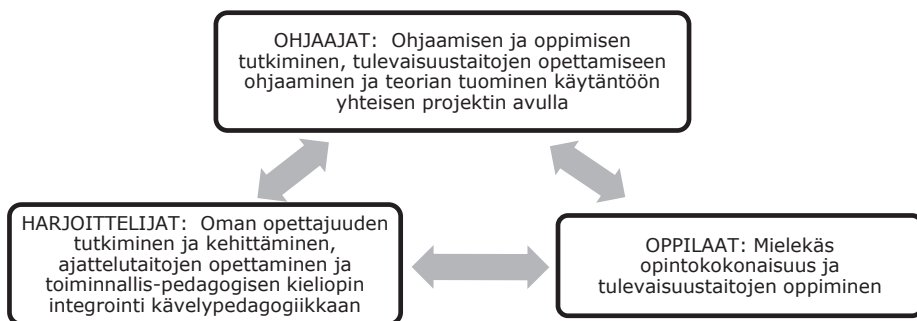 OHJAAJAT: Ohjaamisen ja oppimisen
tutkiminen, tulevaisuustaitojen opettamiseen
ohjaaminen ja teorian tuominen käytäntöön
yhteisen projektin avulla
HARJOITTELIJAT: Oman opettajuuden
tutkiminen ja kehittäminen,
ajattelutaitojen opettaminen ja
toiminnallis-pedagogisen kieliopin
integrointi kävelypedagogiikkaan
OPPILAAT: Mielekäs
opintokokonaisuus ja
tulevaisuustaitojen oppiminen